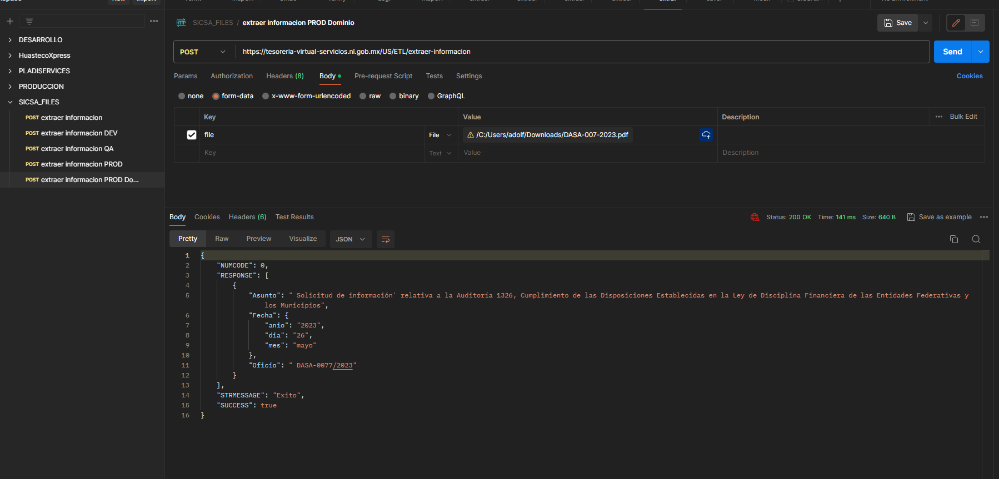 DESARROLLO
HuastecoXpress
PLADISERVICES
PRODUCCION
SICSA_FILES
POST extraer informacion
POST extraer informacion DEV
POST extraer informacion QA
POST extraer informacion PROD
POST extraer informacion PROD Do...
HTTP SICSA_FILES / extraer informacion PROD Dominio
Save
POST https://tesoreria-virtual-servicios.nl.gob.mx/US/ETL/extraer-informacion
Send
Params Authorization Headers (8) Body Pre-request Script Tests Settings
Cookies
none form-data x-www-form-urlencoded raw binary GraphQL
Key Value Description Bulk Edit
file File /C:/Users/adolf/Downloads/DASA-007-2023.pdf
Key Text Value Description
Body Cookies Headers (6) Test Results
Status: 200 OK Time: 141 ms Size: 640 B Save as example
Pretty Raw Preview Visualize JSON
1 {
2 "NUMCODE": 0,
3 "RESPONSE": [
4 {
5 "Asunto": " Solicitud de información' relativa a la Auditoría 1326, Cumplimiento de las Disposiciones Establecidas en la Ley de Disciplina Financiera de las Entidades Federativas y
los Municipios",
6 "Fecha": {
7 "anio": "2023",
8 "dia": "26",
9 "mes": "mayo"
10 },
11 "Oficio": " DASA-0077/2023"
12 }
13 ],
14 "STRMESSAGE": "Exito",
15 "SUCCESS": true
16 }